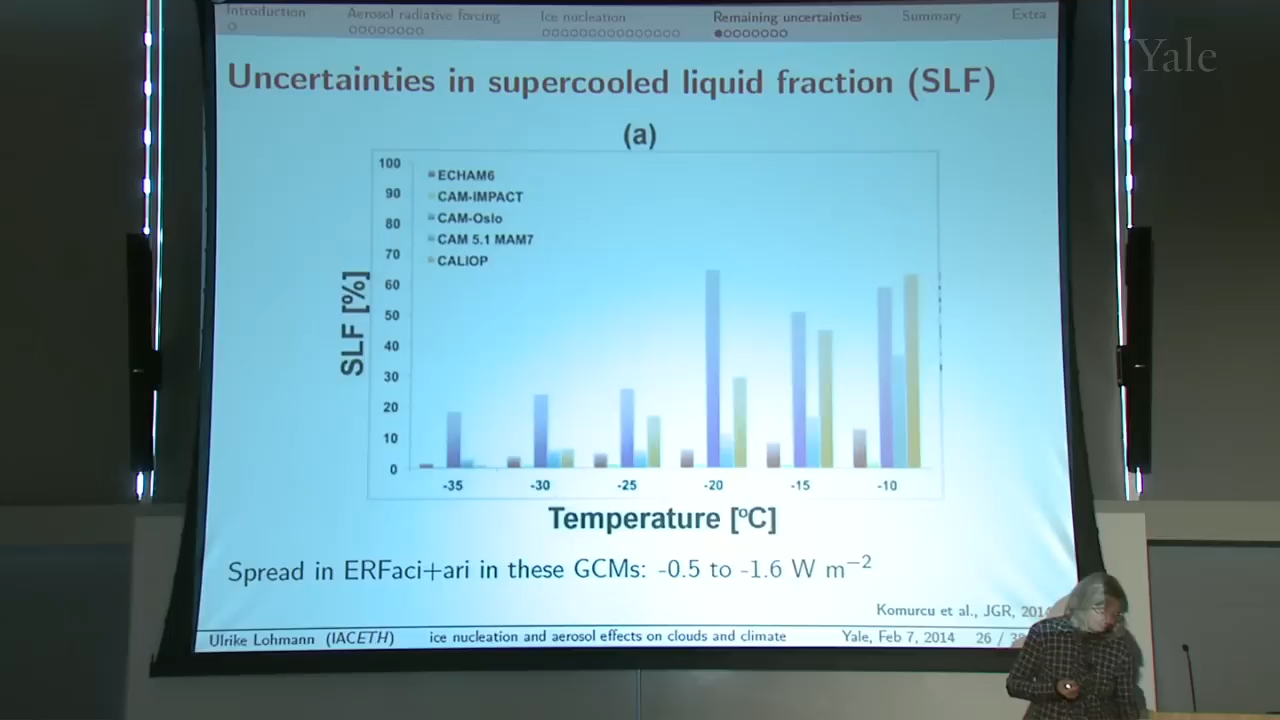 Introduction Aerosol radiative forcing Ice nucleation Remaining uncertainties Summary Extra
Yale
Uncertainties in supercooled liquid fraction (SLF)
(a)
100
90
80
70
60
50
40
30
20
10
0
SLF [%]
ECHAM6
CAM-IMPACT
CAM-Oslo
CAM 5.1 MAM7
CALIOP
-35 -30 -25 -20 -15 -10
Temperature [°C]
Spread in ERFaci+ari in these GCMs: -0.5 to -1.6 W m⁻²
Komurcu et al., JGR,
Ulrike Lohmann (IACETH) ice nucleation and aerosol effects on clouds and climate Yale, Feb 7, 2014 26 /